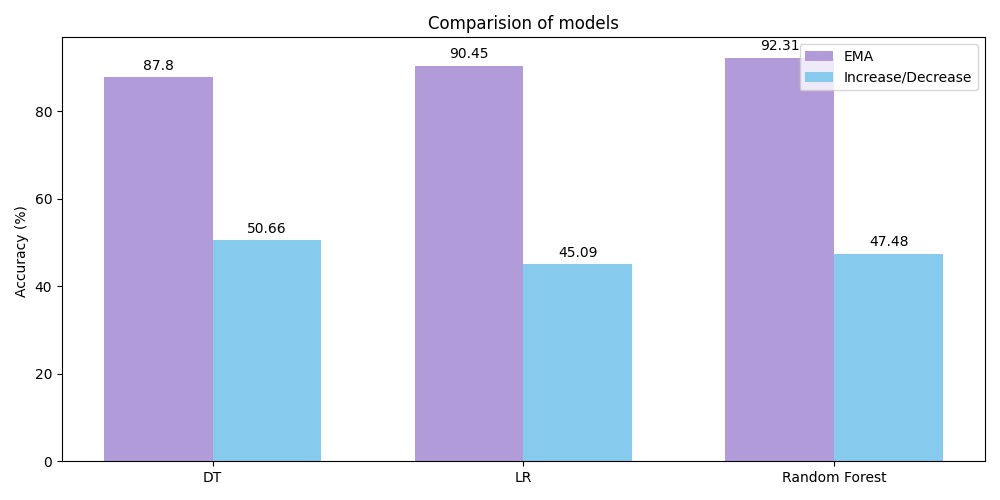 Comparision of models
EMA
Increase/Decrease
Accuracy (%)
80
60
40
20
0
87.8
50.66
90.45
45.09
92.31
47.48
DT
LR
Random Forest